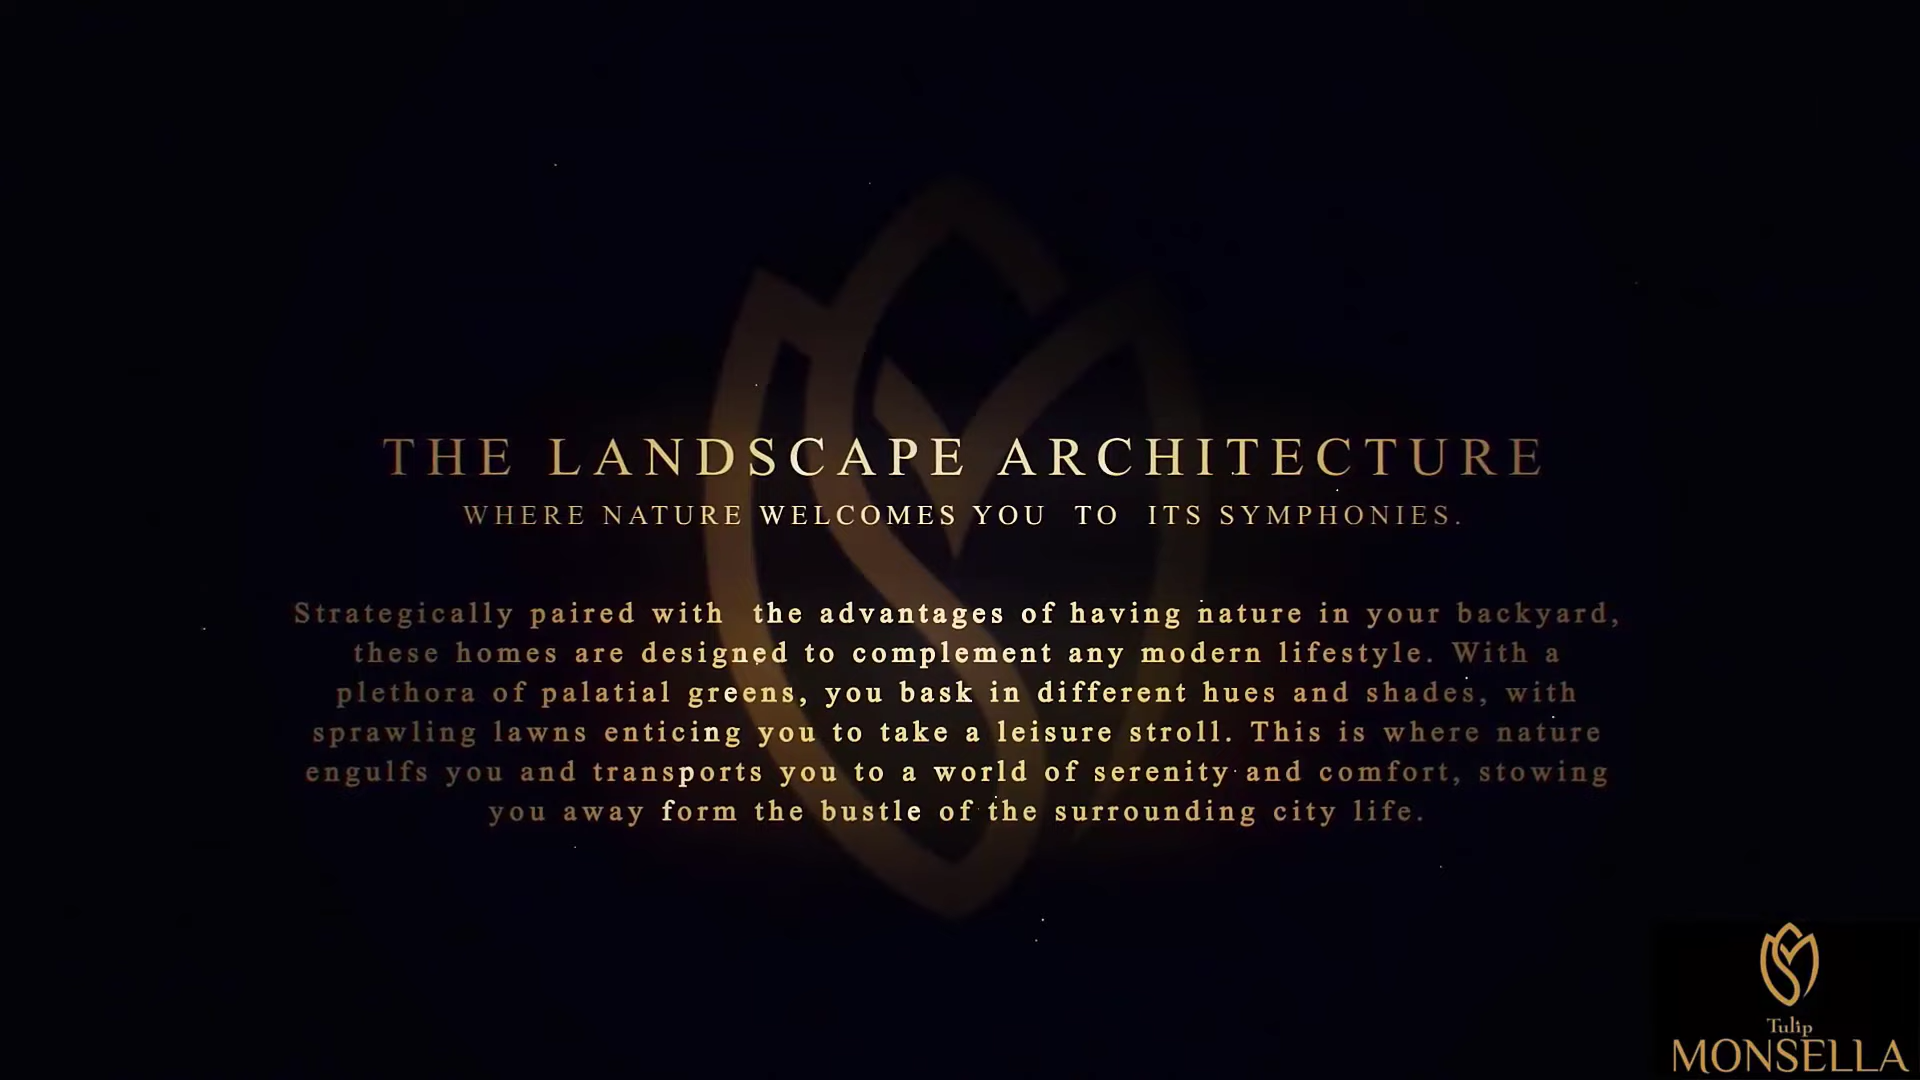 THE LANDSCAPE ARCHITECTURE
WHERE NATURE WELCOMES YOU TO ITS SYMPHONIES.
Strategically paired with the advantages of having nature in your backyard,
these homes are designed to complement any modern lifestyle. With a
plethora of palatial greens, you bask in different hues and shades, with
sprawling lawns enticing you to take a leisure stroll. This is where nature
engulfs you and transports you to a world of serenity and comfort, stowing
you away form the bustle of the surrounding city life.
Tulip
MONSELLA